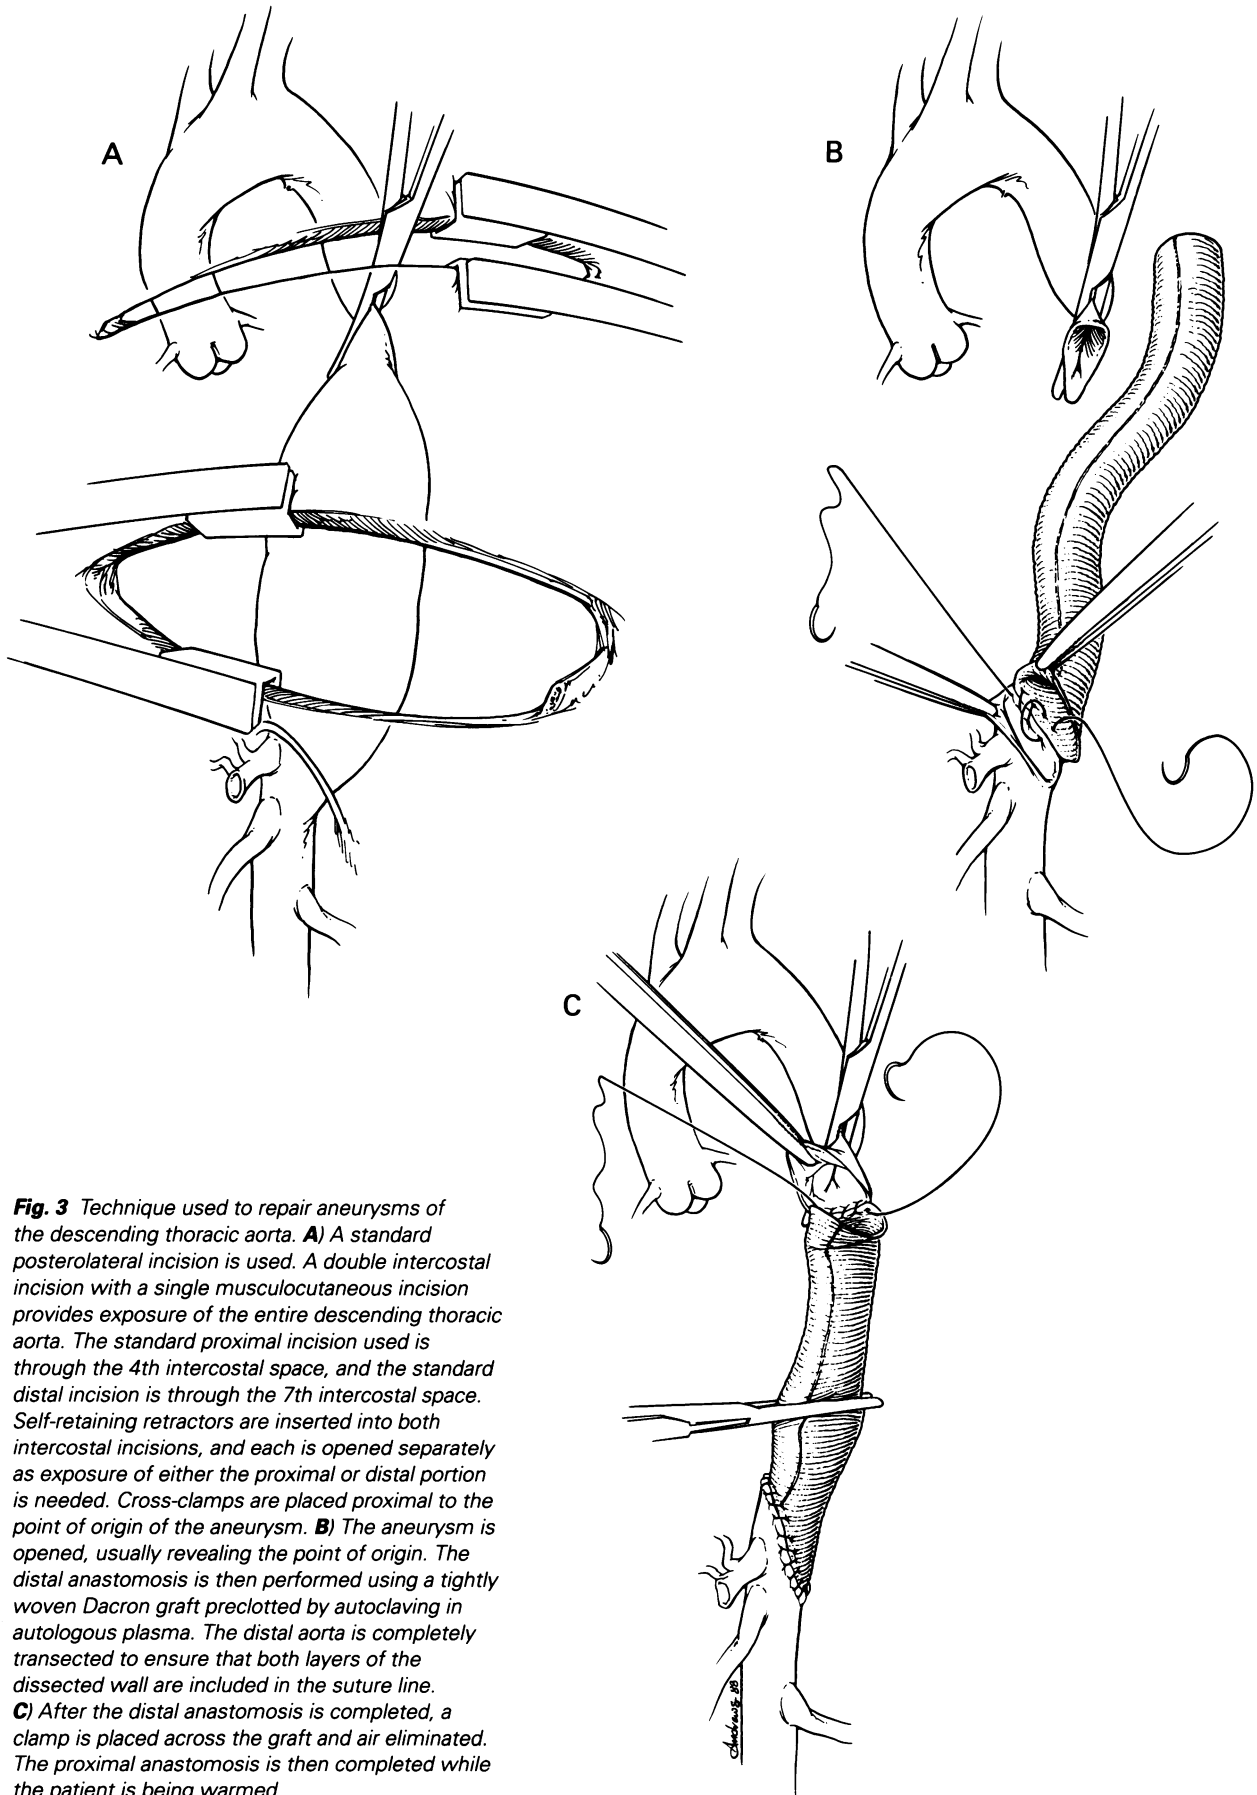 A
B
C
Fig. 3 Technique used to repair aneurysms of
the descending thoracic aorta. A) A standard
posterolateral incision is used. A double intercostal
incision with a single musculocutaneous incision
provides exposure of the entire descending thoracic
aorta. The standard proximal incision used is
through the 4th intercostal space, and the standard
distal incision is through the 7th intercostal space.
Self-retaining retractors are inserted into both
intercostal incisions, and each is opened separately
as exposure of either the proximal or distal portion
is needed. Cross-clamps are placed proximal to the
point of origin of the aneurysm. B) The aneurysm is
opened, usually revealing the point of origin. The
distal anastomosis is then performed using a tightly
woven Dacron graft preclotted by autoclaving in
autologous plasma. The distal aorta is completely
transected to ensure that both layers of the
dissected wall are included in the suture line.
C) After the distal anastomosis is completed, a
clamp is placed across the graft and air eliminated.
The proximal anastomosis is then completed while
the patient is being warmed
Andrews 88